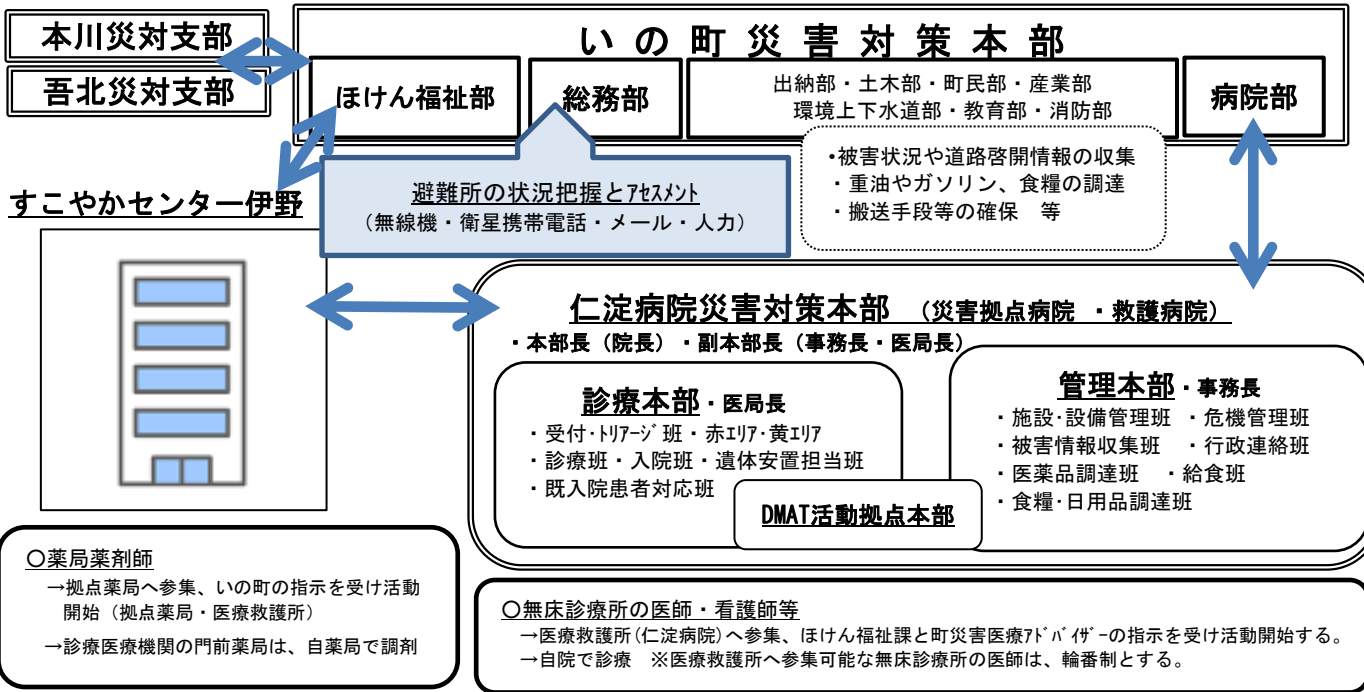 本川災対支部
吾北災対支部
いの町災害対策本部
ほけん福祉部
総務部
出納部・土木部・町民部・産業部
環境上下水道部・教育部・消防部
病院部
・被害状況や道路啓開情報の収集
・重油やガソリン、食糧の調達
・搬送手段等の確保　等
避難所の状況把握とｱｾｽﾒﾝﾄ
（無線機・衛星携帯電話・メール・人力）
すこやかセンター伊野
仁淀病院災害対策本部　（災害拠点病院　・救護病院）
・本部長（院長）・副本部長（事務長・医局長）
診療本部・医局長
・受付・ﾄﾘｱｰｼﾞ班・赤ｴﾘｱ・黄ｴﾘｱ
・診療班・入院班・遺体安置担当班
・既入院患者対応班
管理本部・事務長
・施設・設備管理班　・危機管理班
・被害情報収集班　・行政連絡班
・医薬品調達班　・給食班
・食糧・日用品調達班
DMAT活動拠点本部
〇薬局薬剤師
→拠点薬局へ参集、いの町の指示を受け活動
開始（拠点薬局・医療救護所）
→診療医療機関の門前薬局は、自薬局で調剤
〇無床診療所の医師・看護師等
→医療救護所(仁淀病院)へ参集、ほけん福祉課と町災害医療ｱﾄﾞﾊﾞｲｻﾞｰの指示を受け活動開始する。
→自院で診療　※医療救護所へ参集可能な無床診療所の医師は、輪番制とする。